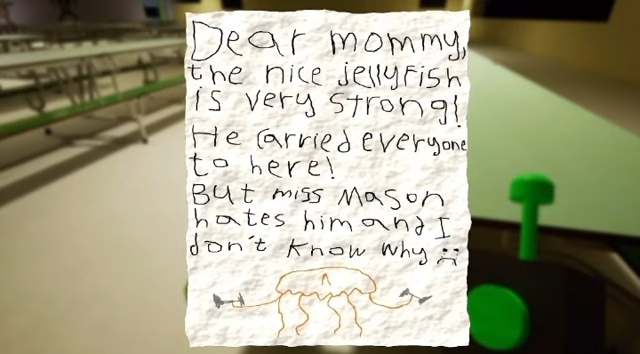 Dear mommy,
the nice jellyfish
is very strong!
He carried everyone
to here!
But miss Mason
hates him and I
don't know why :(